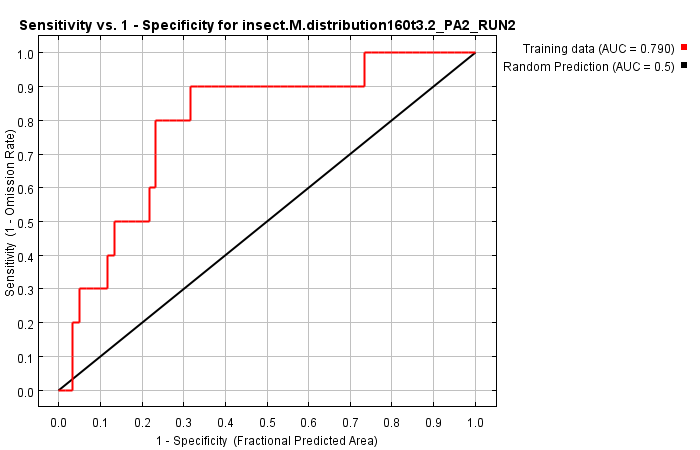 Sensitivity vs. 1 - Specificity for insect.M.distribution160t3.2_PA2_RUN2
Training data (AUC = 0.790)
Random Prediction (AUC = 0.5)
Sensitivity (1 - Omission Rate)
1.0
0.9
0.8
0.7
0.6
0.5
0.4
0.3
0.2
0.1
0.0
0.0 0.1 0.2 0.3 0.4 0.5 0.6 0.7 0.8 0.9 1.0
1 - Specificity (Fractional Predicted Area)